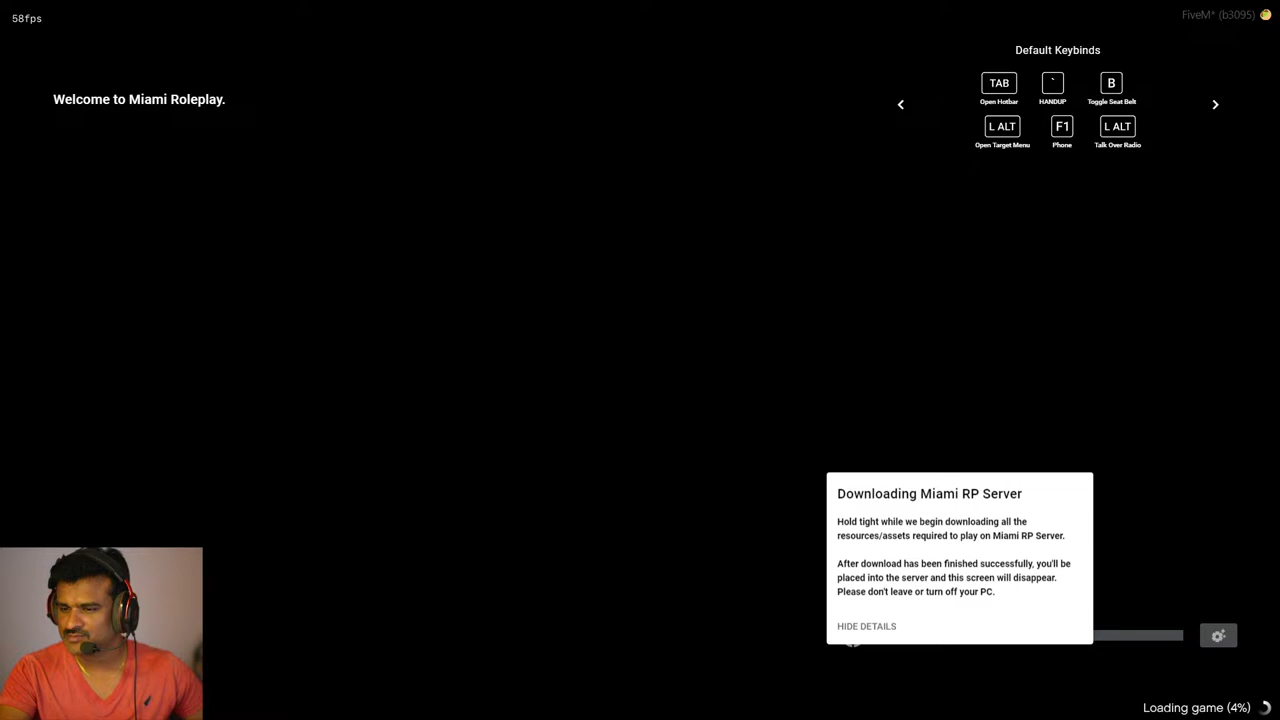 58fps
FiveM* (b3095)
Default Keybinds
Welcome to Miami Roleplay.
TAB
`
B
Open Hotbar
HANDUP
Toggle Seat Belt
L ALT
F1
L ALT
Open Target Menu
Phone
Talk Over Radio
Downloading Miami RP Server
Hold tight while we begin downloading all the
resources/assets required to play on Miami RP Server.
After download has been finished successfully, you'll be
placed into the server and this screen will disappear.
Please don't leave or turn off your PC.
HIDE DETAILS
Loading game (4%)